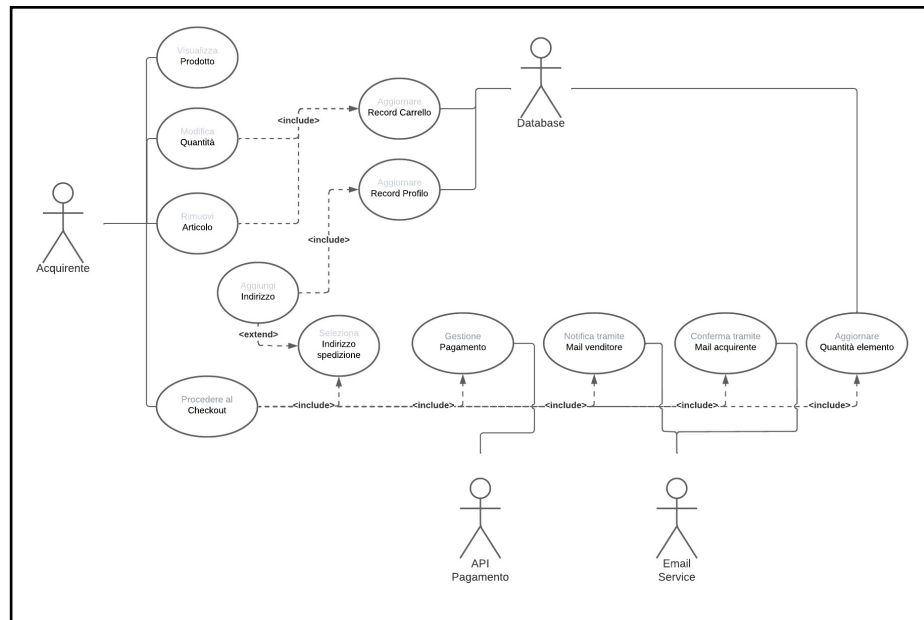 Visualizza
Prodotto
Aggiornare
Record Carrello
<include>
Database
Modifica
Quantità
Aggiornare
Record Profilo
Rimuovi
Articolo
<include>
Acquirente
Aggiungi
Indirizzo
<extend>
Seleziona
Indirizzo
spedizione
Gestione
Pagamento
Notifica tramite
Mail venditore
Conferma tramite
Mail acquirente
Aggiornare
Quantità elemento
Procedere al
Checkout
<include>
<include>
<include>
<include>
<include>
API
Pagamento
Email
Service